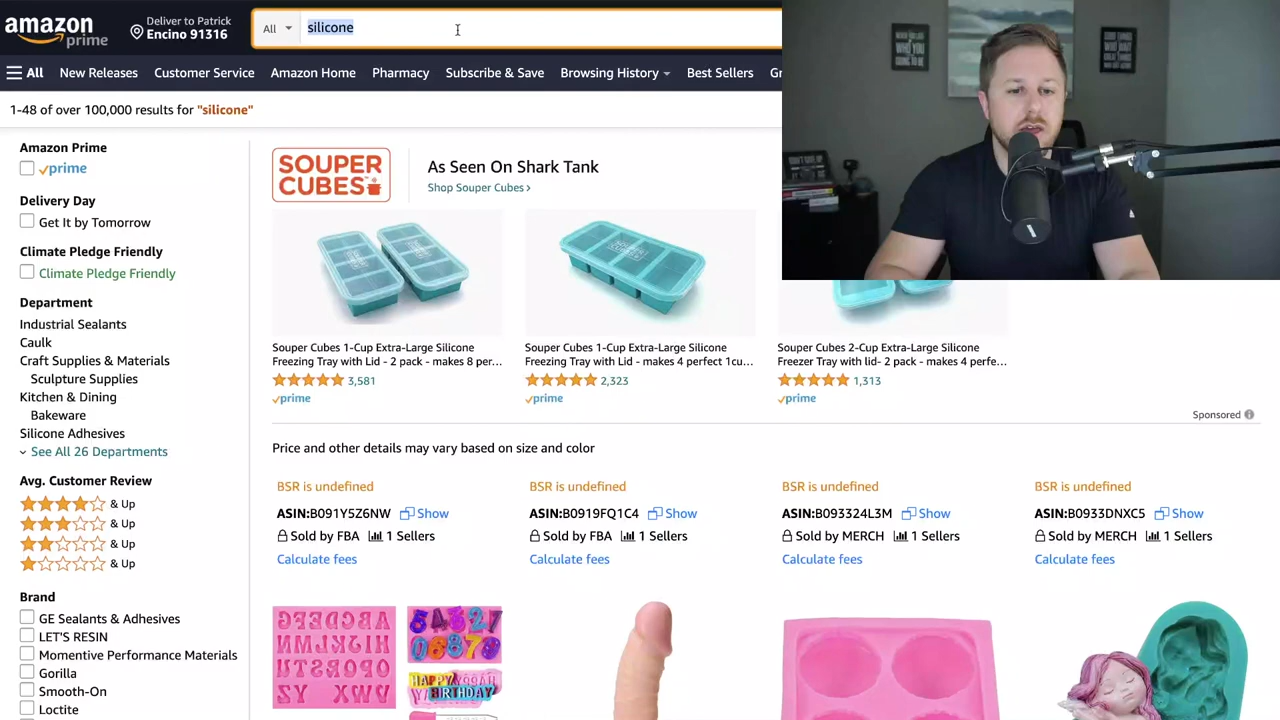 amazon
prime
Deliver to Patrick
Encino 91316
All
silicone
All
New Releases
Customer Service
Amazon Home
Pharmacy
Subscribe & Save
Browsing History
Best Sellers
1-48 of over 100,000 results for "silicone"
Amazon Prime
prime
Delivery Day
Get It by Tomorrow
Climate Pledge Friendly
Climate Pledge Friendly
Department
Industrial Sealants
Caulk
Craft Supplies & Materials
Sculpture Supplies
Kitchen & Dining
Bakeware
Silicone Adhesives
See All 26 Departments
Avg. Customer Review
& Up
& Up
& Up
& Up
Brand
GE Sealants & Adhesives
LET'S RESIN
Momentive Performance Materials
Gorilla
Smooth-On
Loctite
SOUPER
CUBES
As Seen On Shark Tank
Shop Souper Cubes ›
Souper Cubes 1-Cup Extra-Large Silicone
Freezing Tray with Lid - 2 pack - makes 8 per...
3,581
prime
Souper Cubes 1-Cup Extra-Large Silicone
Freezing Tray with Lid - makes 4 perfect 1cu...
2,323
prime
Souper Cubes 2-Cup Extra-Large Silicone
Freezer Tray with lid- 2 pack - makes 4 perfe...
1,313
prime
Sponsored
Price and other details may vary based on size and color
BSR is undefined
ASIN:B091Y5Z6NW
Show
Sold by FBA
1 Sellers
Calculate fees
BSR is undefined
ASIN:B0919FQ1C4
Show
Sold by FBA
1 Sellers
Calculate fees
BSR is undefined
ASIN:B093324L3M
Show
Sold by MERCH
1 Sellers
Calculate fees
BSR is undefined
ASIN:B0933DNXC5
Show
Sold by MERCH
1 Sellers
Calculate fees
HAPPY
BIRTHDAY